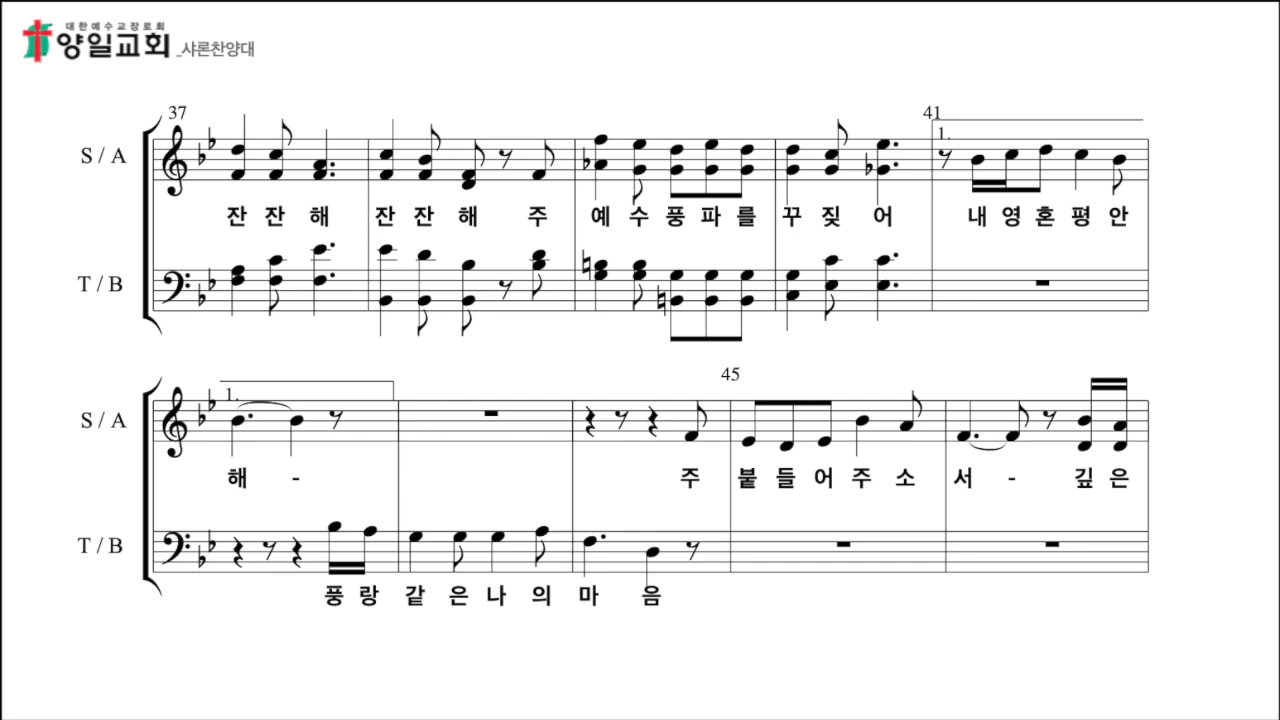 대한예수교장로회
양일교회_샤론찬양대
37
41
1.
S / A
잔 잔 해 잔 잔 해 주 예 수 풍 파 를 꾸 짖 어 내 영 혼 평 안
T / B
45
1.
S / A
해 - 주 붙 들 어 주 소 서 - 깊 은
T / B
풍 랑 같 은 나 의 마 음